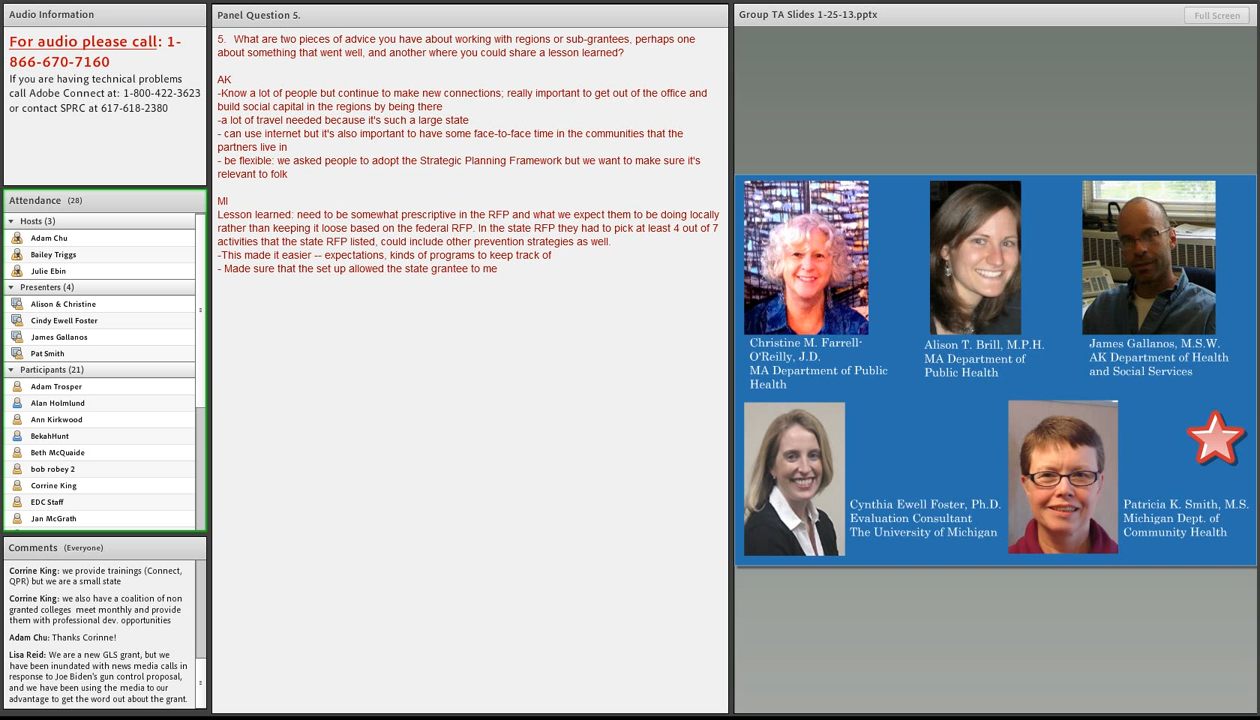 Audio Information
For audio please call: 1-
866-670-7160
If you are having technical problems
call Adobe Connect at: 1-800-422-3623
or contact SPRC at 617-618-2380
Attendance (28)
Hosts (3)
Adam Chu
Bailey Triggs
Julie Ebin
Presenters (4)
Alison & Christine
Cindy Ewell Foster
James Gallanos
Pat Smith
Participants (21)
Adam Trosper
Alan Holmlund
Ann Kirkwood
BekahHunt
Beth McQuaide
bob robey 2
Corrine King
EDC Staff
Jan McGrath
Comments (Everyone)
Corrine King: we provide trainings (Connect,
QPR) but we are a small state
Corrine King: we also have a coalition of non
granted colleges meet monthly and provide
them with professional dev. opportunities
Adam Chu: Thanks Corinne!
Lisa Reid: We are a new GLS grant, but we
have been inundated with news media calls in
response to Joe Biden's gun control proposal,
and we have been using the media to our
advantage to get the word out about the grant.
Panel Question 5.
5. What are two pieces of advice you have about working with regions or sub-grantees, perhaps one
about something that went well, and another where you could share a lesson learned?
AK
-Know a lot of people but continue to make new connections; really important to get out of the office and
build social capital in the regions by being there
-a lot of travel needed because it's such a large state
- can use internet but it's also important to have some face-to-face time in the communities that the
partners live in
- be flexible: we asked people to adopt the Strategic Planning Framework but we want to make sure it's
relevant to folk
MI
Lesson learned: need to be somewhat prescriptive in the RFP and what we expect them to be doing locally
rather than keeping it loose based on the federal RFP. In the state RFP they had to pick at least 4 out of 7
activities that the state RFP listed, could include other prevention strategies as well.
-This made it easier -- expectations, kinds of programs to keep track of
- Made sure that the set up allowed the state grantee to me
Group TA Slides 1-25-13.pptx
Full Screen
Christine M. Farrell-
O'Reilly, J.D.
MA Department of Public
Health
Alison T. Brill, M.P.H.
MA Department of
Public Health
James Gallanos, M.S.W.
AK Department of Health
and Social Services
Cynthia Ewell Foster, Ph.D.
Evaluation Consultant
The University of Michigan
Patricia K. Smith, M.S.
Michigan Dept. of
Community Health